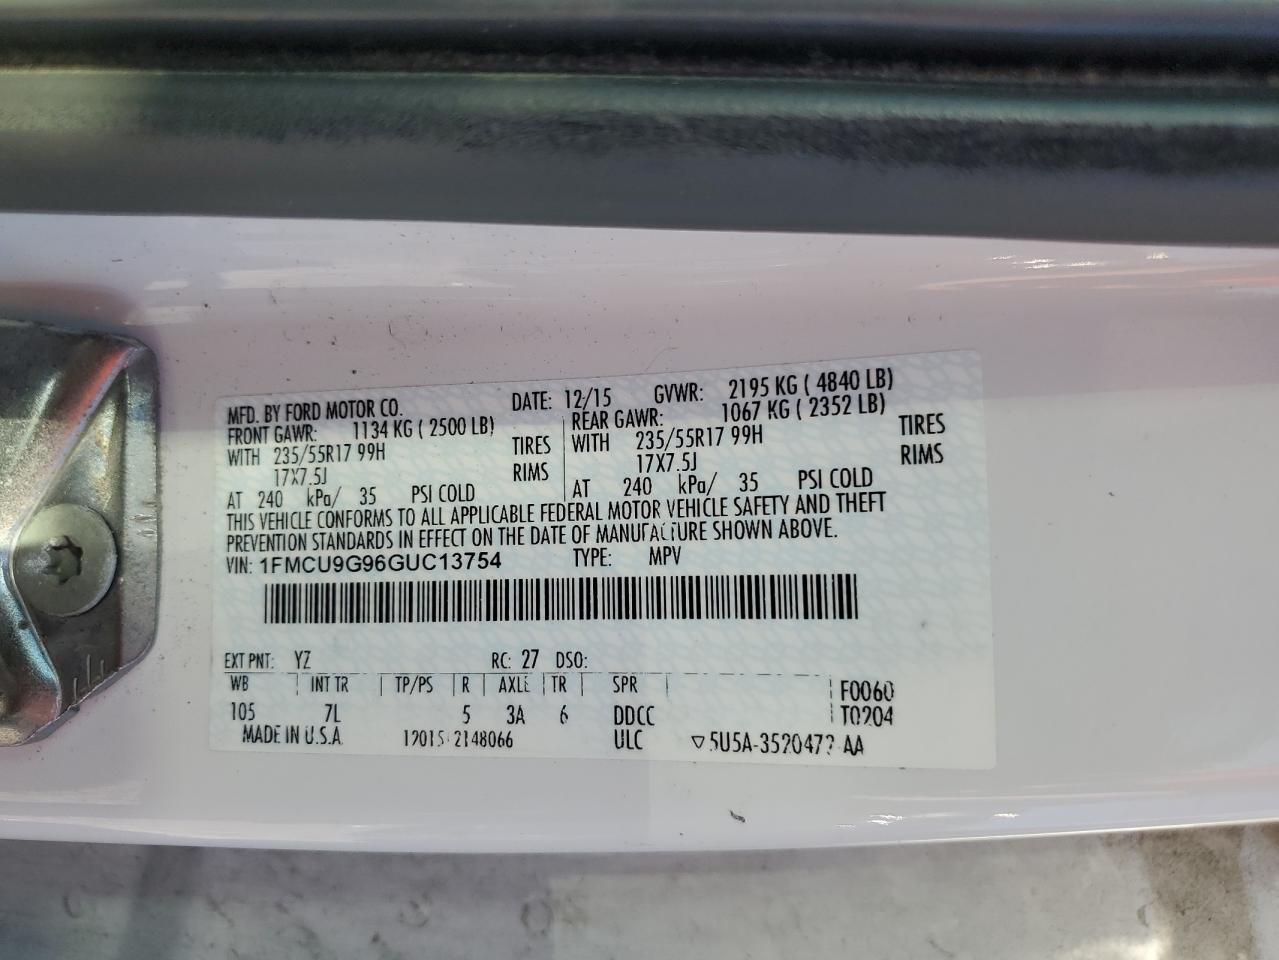 MFD. BY FORD MOTOR CO. DATE: 12/15 GVWR: 2195 KG ( 4840 LB)
FRONT GAWR: 1134 KG ( 2500 LB) REAR GAWR: 1067 KG ( 2352 LB)
WITH 235/55R17 99H TIRES WITH 235/55R17 99H TIRES
17X7.5J RIMS 17X7.5J RIMS
AT 240 kPa/ 35 PSI COLD AT 240 kPa/ 35 PSI COLD
THIS VEHICLE CONFORMS TO ALL APPLICABLE FEDERAL MOTOR VEHICLE SAFETY AND THEFT
PREVENTION STANDARDS IN EFFECT ON THE DATE OF MANUFACTURE SHOWN ABOVE.
VIN: 1FMCU9G96GUC13754 TYPE: MPV
EXT PNT: YZ RC: 27 DSO:
WB INT TR TP/PS R AXLE TR SPR F0060
105 7L 5 3A 6 DDCC T0204
MADE IN U.S.A. ULC AA